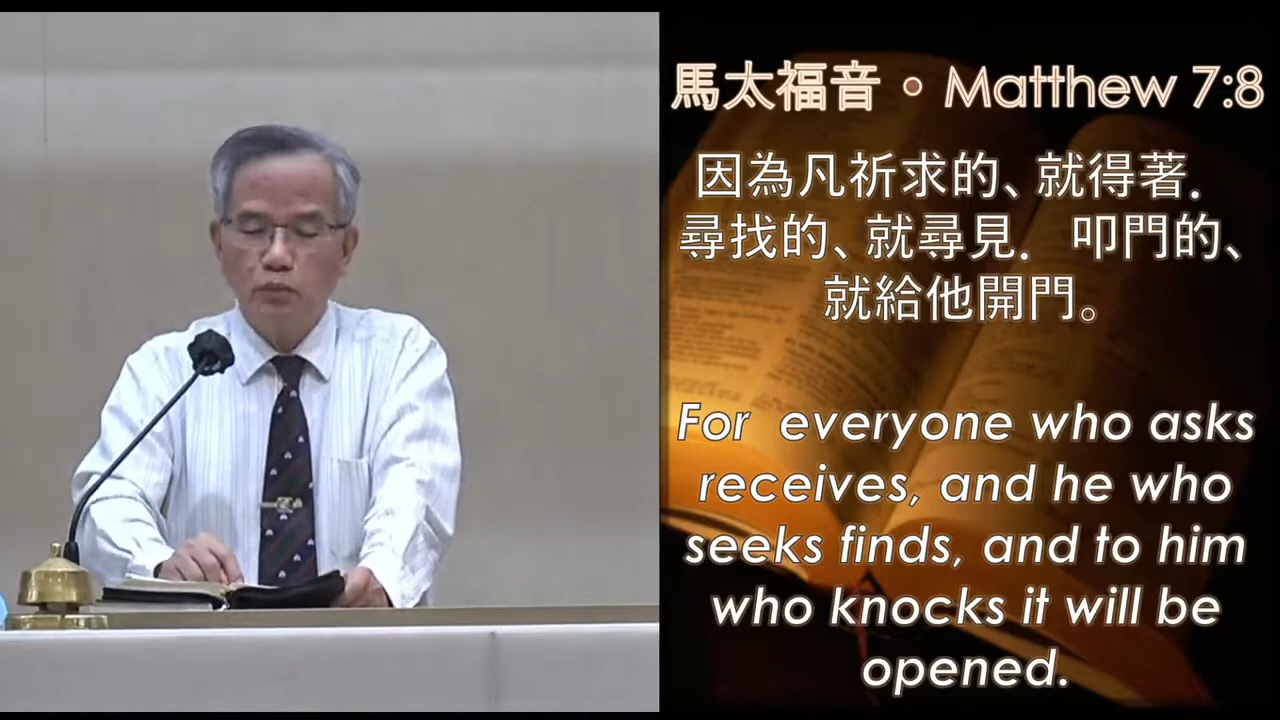 馬太福音・Matthew 7:8
因為凡祈求的、就得著．
尋找的、就尋見． 叩門的、
就給他開門。
For everyone who asks
receives, and he who
seeks finds, and to him
who knocks it will be
opened.